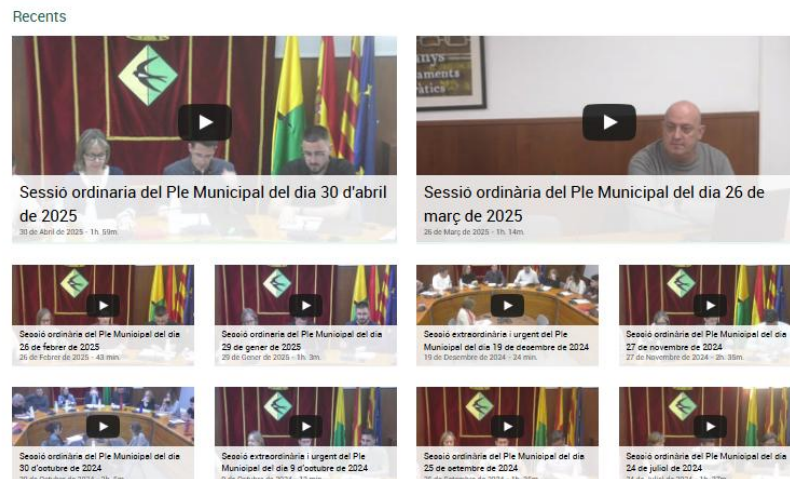 Recents
nys
aments
àtics
Sessió ordinaria del Ple Municipal del dia 30 d'abril
de 2025
30 de Abril de 2025 - 1h. 59m.
Sessió ordinària del Ple Municipal del dia 26 de
març de 2025
26 de Març de 2025 - 1h. 14m.
Sessió ordinària del Ple Municipal del dia
26 de febrer de 2025
26 de Febrer de 2025 - 43 min.
Sessió ordinaria del Ple Municipal del dia
29 de gener de 2025
29 de Gener de 2025 - 1h. 3m.
Sessió extraordinària i urgent del Ple
Municipal del dia 19 de desembre de 2024
19 de Desembre de 2024 - 24 min.
Sessió ordinària del Ple Municipal del dia
27 de novembre de 2024
27 de Novembre de 2024 - 2h. 35m.
Sessió ordinària del Ple Municipal del dia
30 d'octubre de 2024
Sessió extraordinària i urgent del Ple
Municipal del dia 9 d'octubre de 2024
Sessió ordinària del Ple Municipal del dia
25 de setembre de 2024
Sessió ordinària del Ple Municipal del dia
24 de juliol de 2024